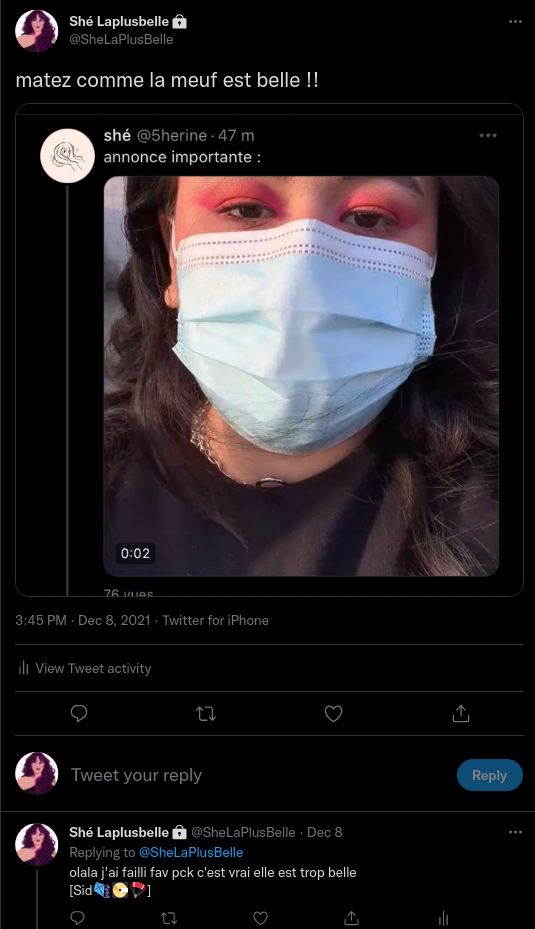 Shé Laplusbelle
@SheLaPlusBelle
matez comme la meuf est belle !!
shé @5herine · 47 m
annonce importante :
0:02
76 vues
3:45 PM · Dec 8, 2021 · Twitter for iPhone
View Tweet activity
Tweet your reply
Reply
Shé Laplusbelle @SheLaPlusBelle · Dec 8
Replying to @SheLaPlusBelle
olala j'ai failli fav pck c'est vrai elle est trop belle
[Sid🪁🌕🪂]